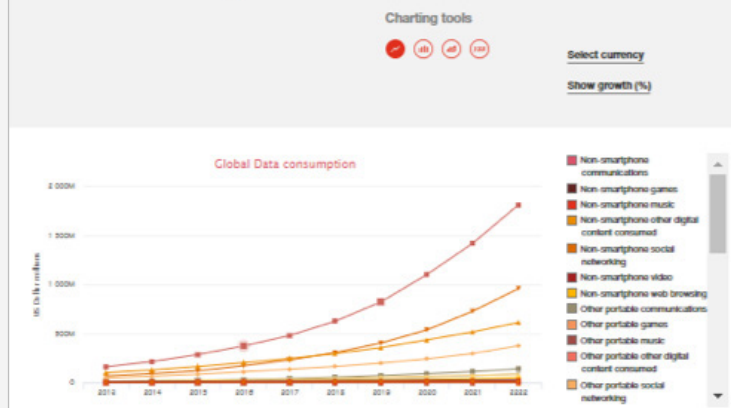 Charting tools
Select currency
Show growth (%)
Global Data consumption
2 000M
1 500M
1 000M
500M
0
US Dollar millions
2013 2014 2015 2016 2017 2018 2019 2020 2021 2222
Non-smartphone
communications
Non-smartphone games
Non-smartphone music
Non-smartphone other digital
content consumed
Non-smartphone social
networking
Non-smartphone video
Non-smartphone web browsing
Other portable communications
Other portable games
Other portable music
Other portable other digital
content consumed
Other portable social
networking